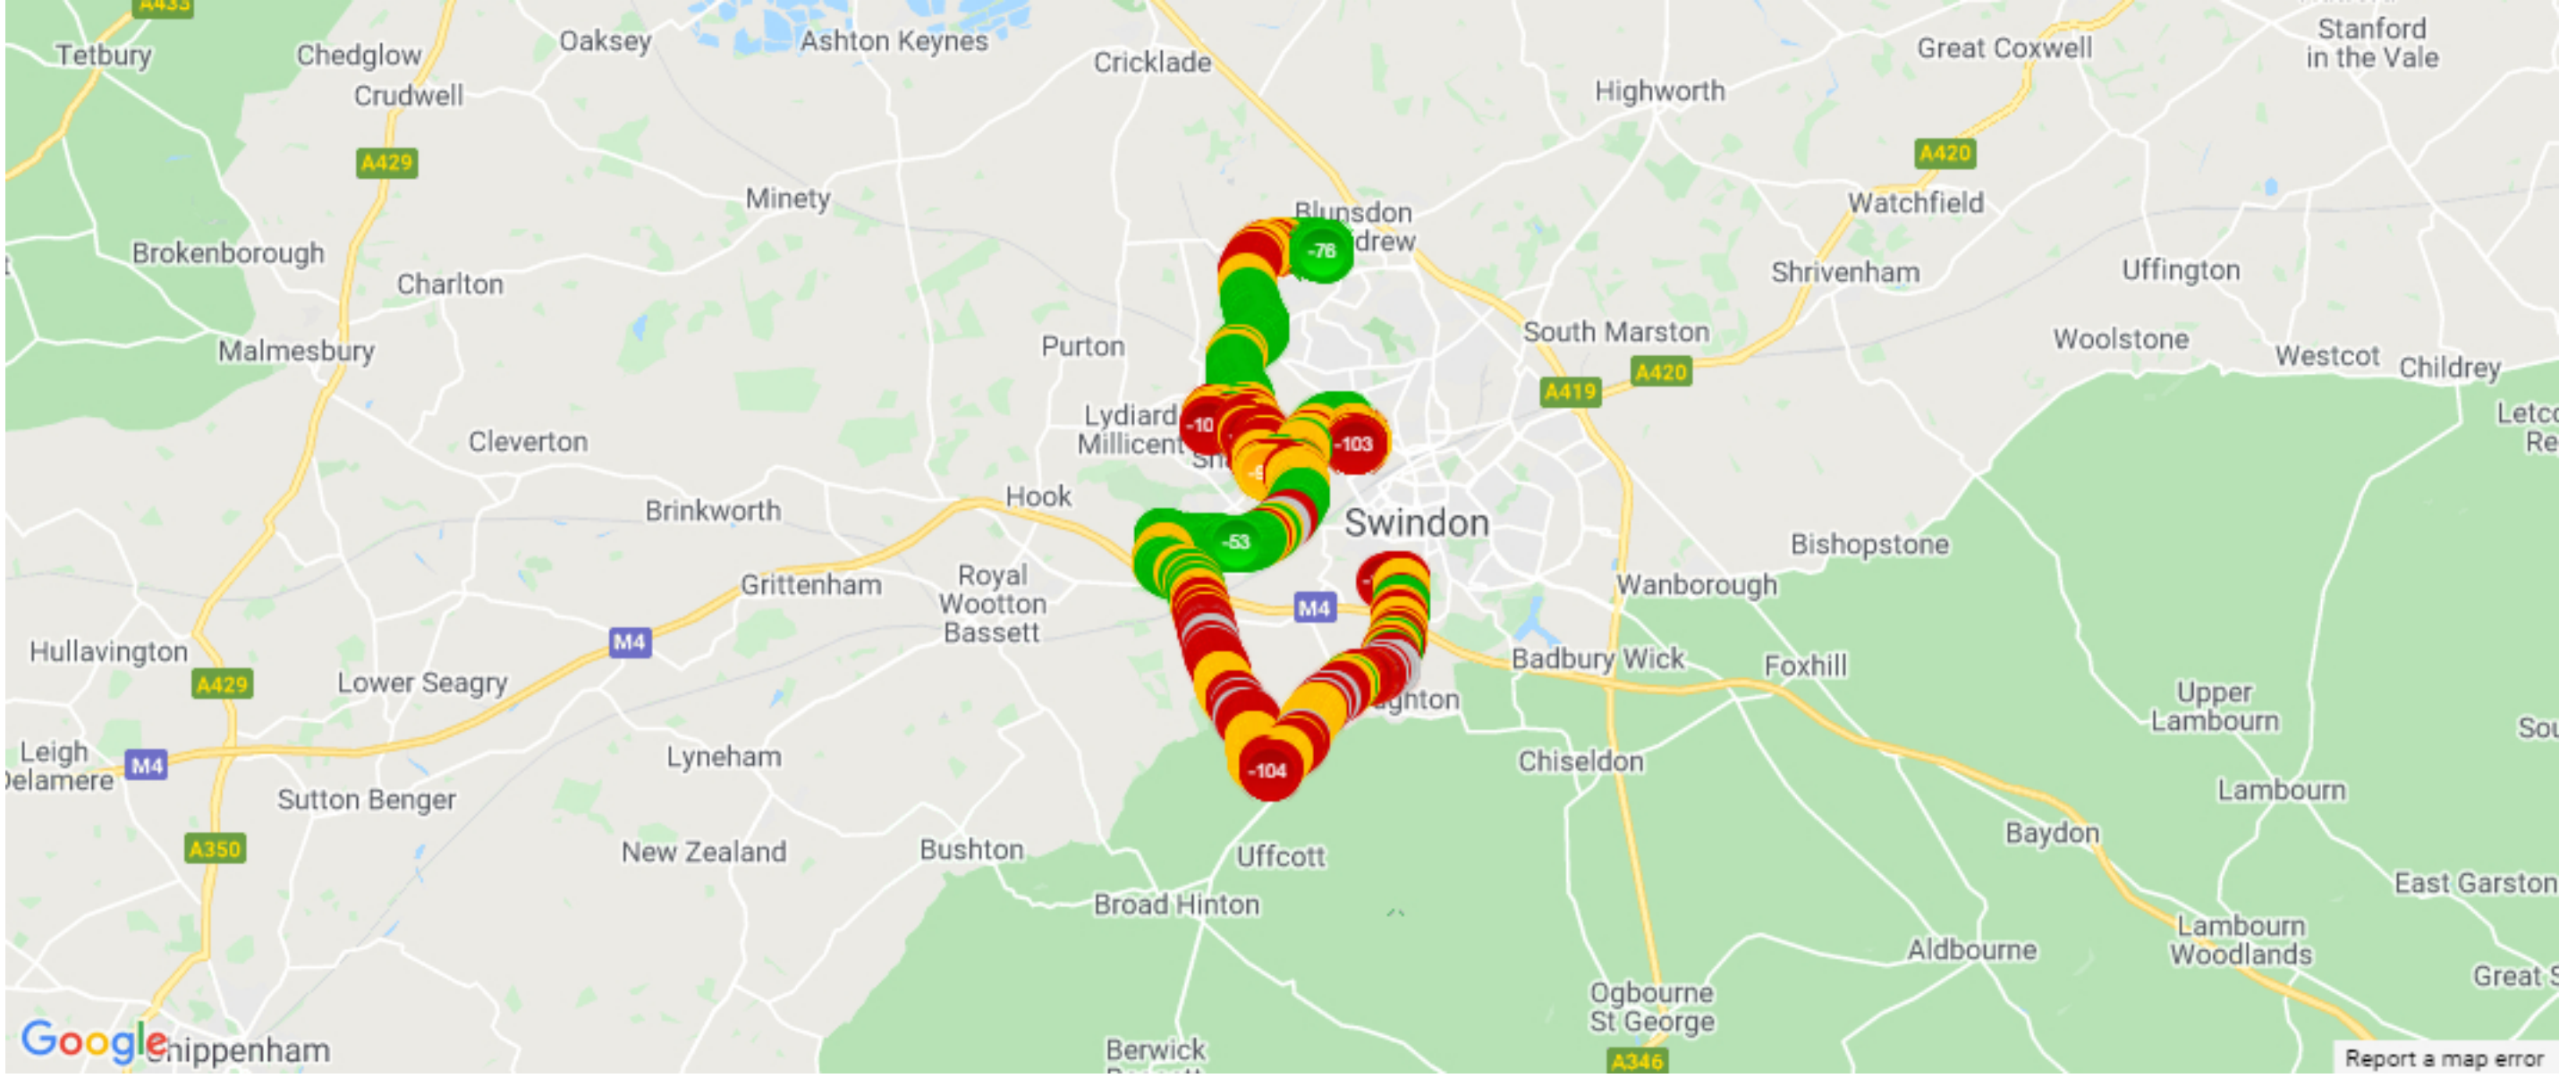 A433
Tetbury
Chedglow
Oaksey
Ashton Keynes
Cricklade
Great Coxwell
Stanford
in the Vale
Crudwell
Highworth
A429
A420
Minety
Watchfield
Blunsdon
drew
-76
Brokenborough
Charlton
Shrivenham
Uffington
Malmesbury
Purton
South Marston
Woolstone
Westcot
Childrey
A420
A419
Lydiard
Millicent
-10
-103
Cleverton
Hook
Brinkworth
Swindon
-53
Bishopstone
Grittenham
Royal
Wootton
Bassett
M4
Wanborough
Hullavington
M4
Badbury Wick
Foxhill
A429
Lower Seagry
ghton
Upper
Lambourn
Leigh
Delamere
M4
Lyneham
-104
Chiseldon
Sutton Benger
Lambourn
A350
New Zealand
Bushton
Uffcott
Baydon
East Garston
Broad Hinton
Lambourn
Woodlands
Aldbourne
Great
Ogbourne
St George
Google
hippenham
Berwick
A346
Report a map error